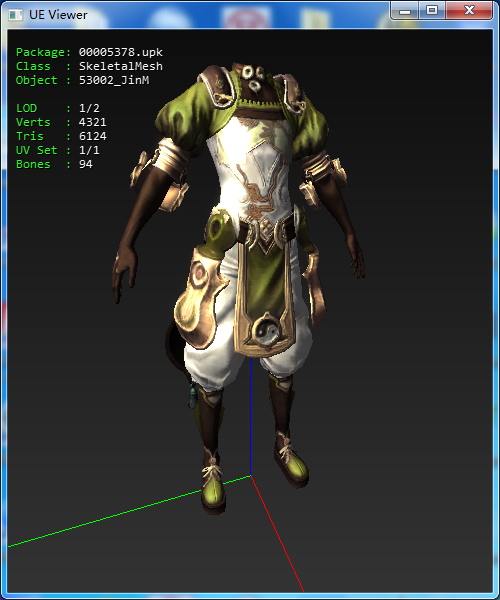 UE Viewer
Package: 00005378.upk
Class  : SkeletalMesh
Object : 53002_JinM
LOD    : 1/2
Verts  : 4321
Tris   : 6124
UV Set : 1/1
Bones  : 94